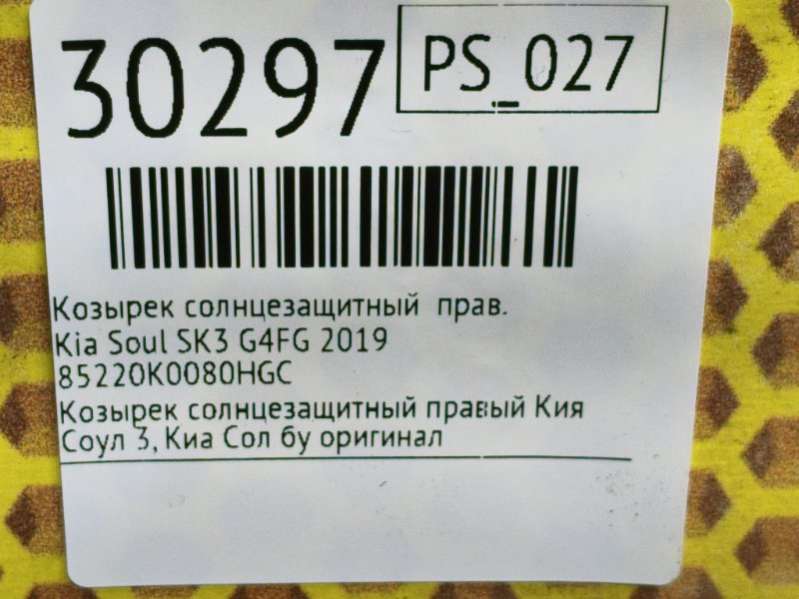 30297
PS_027
Козырек солнцезащитный прав.
Kia Soul SK3 G4FG 2019
85220K0080HGC
Козырек солнцезащитный правый Кия
Соул 3, Киа Сол бу оригинал